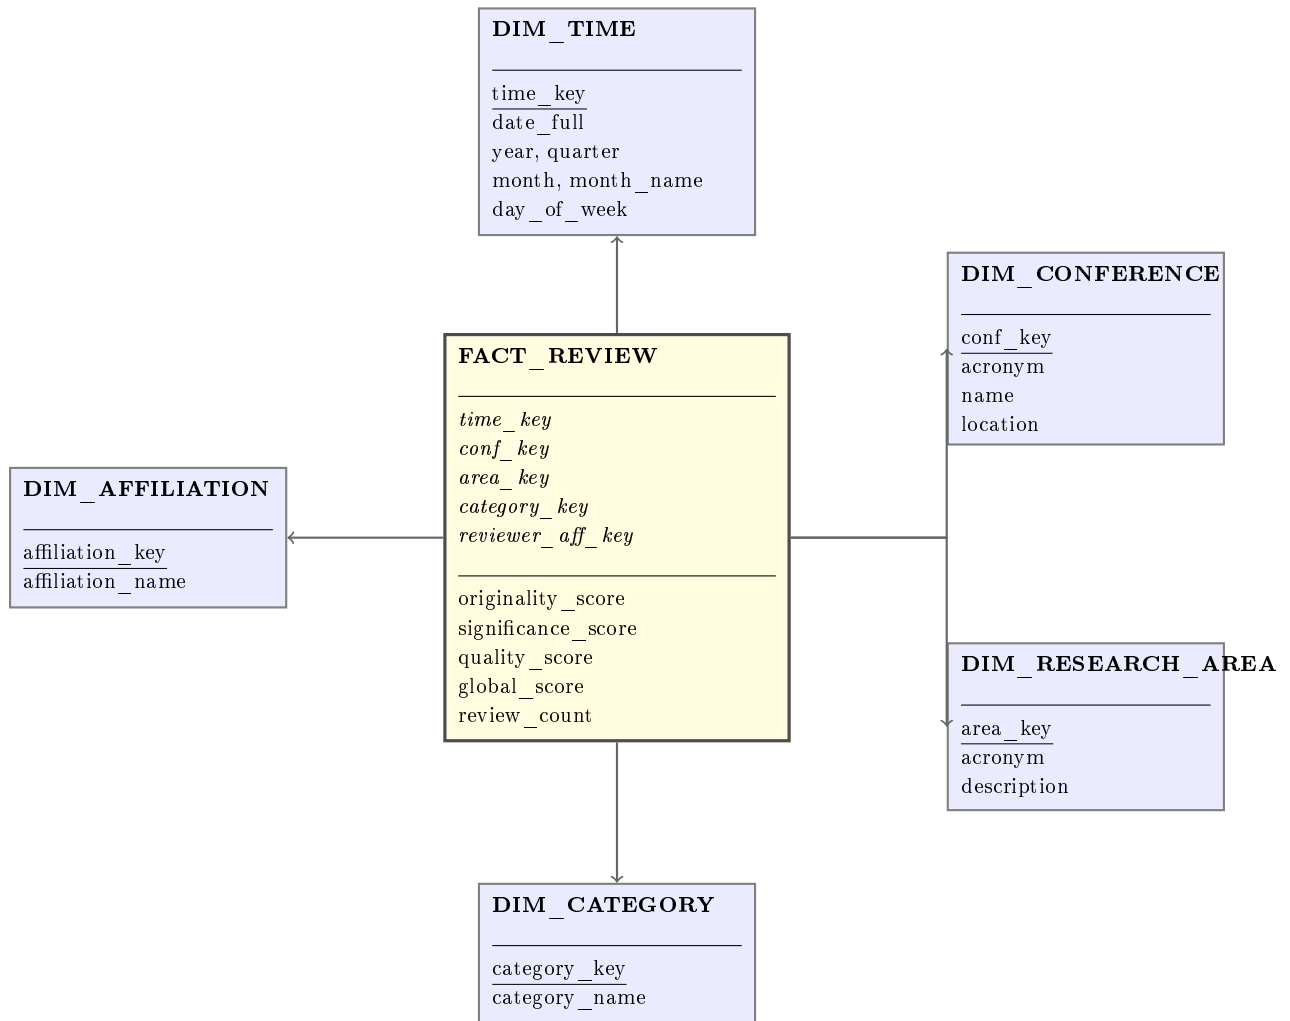 DIM_TIME
time_key
date_full
year, quarter
month, month_name
day_of_week
DIM_CONFERENCE
conf_key
acronym
name
location
FACT_REVIEW
time_key
conf_key
area_key
category_key
reviewer_aff_key
originality_score
significance_score
quality_score
global_score
review_count
DIM_AFFILIATION
affiliation_key
affiliation_name
DIM_RESEARCH_AREA
area_key
acronym
description
DIM_CATEGORY
category_key
category_name